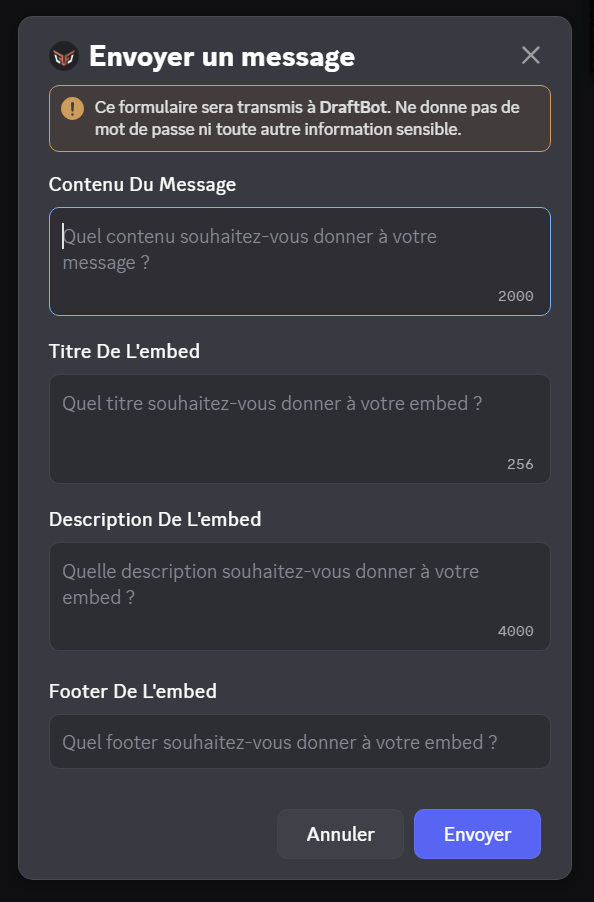 Envoyer un message
Ce formulaire sera transmis à DraftBot. Ne donne pas de
mot de passe ni toute autre information sensible.
Contenu Du Message
Quel contenu souhaitez-vous donner à votre
message ?
2000
Titre De L'embed
Quel titre souhaitez-vous donner à votre embed ?
256
Description De L'embed
Quelle description souhaitez-vous donner à votre
embed ?
4000
Footer De L'embed
Quel footer souhaitez-vous donner à votre embed ?
Annuler
Envoyer